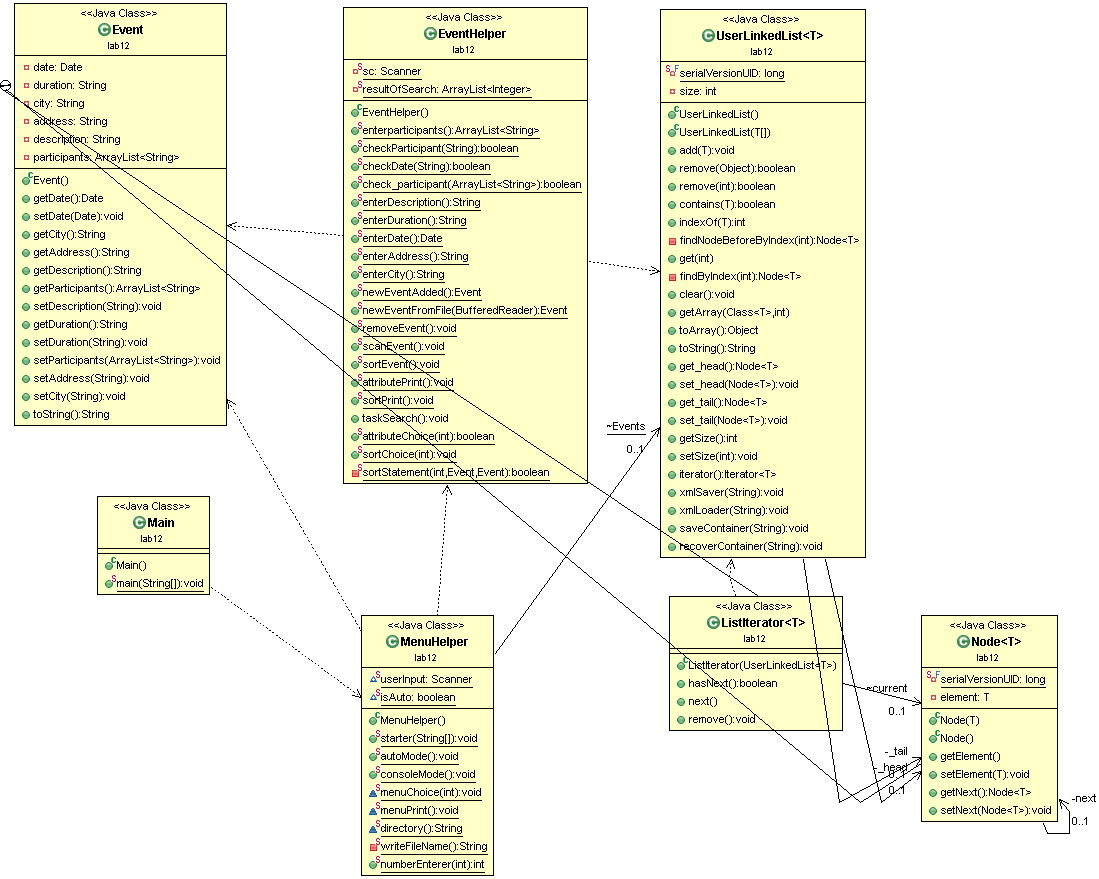 <<Java Class>>
Event
lab12
date: Date
duration: String
city: String
address: String
description: String
participants: ArrayList<String>
Event()
getDate():Date
setDate(Date):void
getCity():String
getAddress():String
getDescription():String
getParticipants():ArrayList<String>
setDescription(String):void
getDuration():String
setDuration(String):void
setParticipants(ArrayList<String>):void
setAddress(String):void
setCity(String):void
toString():String
<<Java Class>>
EventHelper
lab12
sc: Scanner
resultOfSearch: ArrayList<Integer>
EventHelper()
enterparticipants():ArrayList<String>
checkParticipant(String):boolean
checkDate(String):boolean
check_participant(ArrayList<String>):boolean
enterDescription():String
enterDuration():String
enterDate():Date
enterAddress():String
enterCity():String
newEventAdded():Event
newEventFromFile(BufferedReader):Event
removeEvent():void
scanEvent():void
sortEvent():void
attributePrint():void
sortPrint():void
taskSearch():void
attributeChoice(int):boolean
sortChoice(int):void
sortStatement(int,Event,Event):boolean
<<Java Class>>
UserLinkedList<T>
lab12
serialVersionUID: long
size: int
UserLinkedList()
UserLinkedList(T[])
add(T):void
remove(Object):boolean
remove(int):boolean
contains(T):boolean
indexOf(T):int
findNodeBeforeByIndex(int):Node<T>
get(int)
findByIndex(int):Node<T>
clear():void
getArray(Class<T>,int)
toArray():Object
toString():String
get_head():Node<T>
set_head(Node<T>):void
get_tail():Node<T>
set_tail(Node<T>):void
getSize():int
setSize(int):void
iterator():Iterator<T>
xmlSaver(String):void
xmlLoader(String):void
saveContainer(String):void
recoverContainer(String):void
~Events
0..1
<<Java Class>>
Main
lab12
Main()
main(String[]):void
<<Java Class>>
MenuHelper
lab12
userInput: Scanner
isAuto: boolean
MenuHelper()
starter(String[]):void
autoMode():void
consoleMode():void
menuChoice(int):void
menuPrint():void
directory():String
writeFileName():String
numberEnterer(int):int
<<Java Class>>
ListIterator<T>
lab12
ListIterator(UserLinkedList<T>)
hasNext():boolean
next()
remove():void
~current
0..1
-_tail
-_head
0..1
0..1
<<Java Class>>
Node<T>
lab12
serialVersionUID: long
element: T
Node(T)
Node()
getElement()
setElement(T):void
getNext():Node<T>
setNext(Node<T>):void
-next
0..1